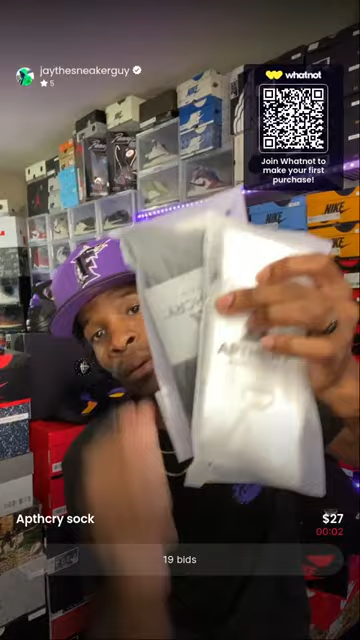 jaythesneakerguy
5
whatnot
Join Whatnot to
make your first
purchase!
NIKE
NIKE
NIKE
Apthcry sock
$27
00:02
19 bids